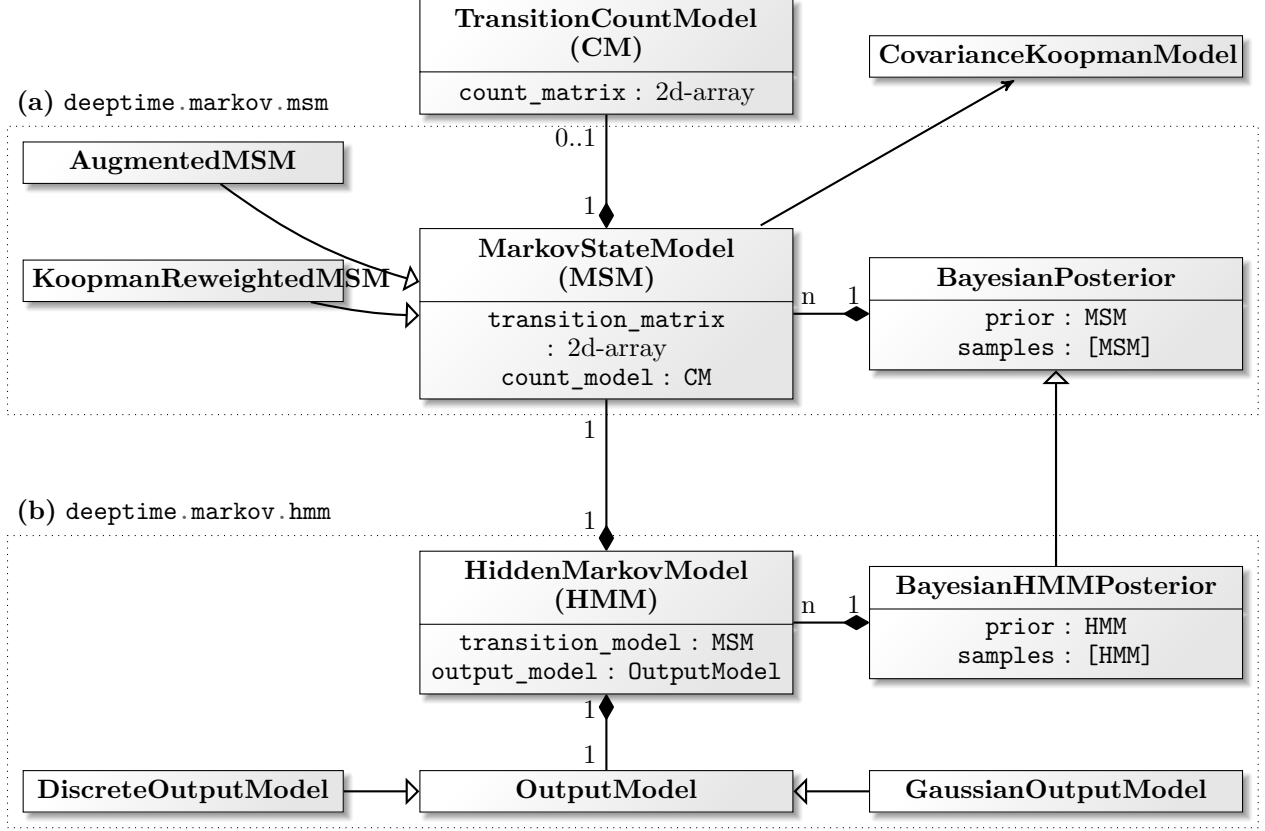 TransitionCountModel
(CM)
count_matrix : 2d-array
CovarianceKoopmanModel
(a) deeptime.markov.msm
0..1
1
AugmentedMSM
KoopmanReweightedMSM
MarkovStateModel
(MSM)
transition_matrix
: 2d-array
count_model : CM
n 1
BayesianPosterior
prior : MSM
samples : [MSM]
1
1
(b) deeptime.markov.hmm
HiddenMarkovModel
(HMM)
transition_model : MSM
output_model : OutputModel
n 1
BayesianHMMPosterior
prior : HMM
samples : [HMM]
1
1
DiscreteOutputModel
OutputModel
GaussianOutputModel